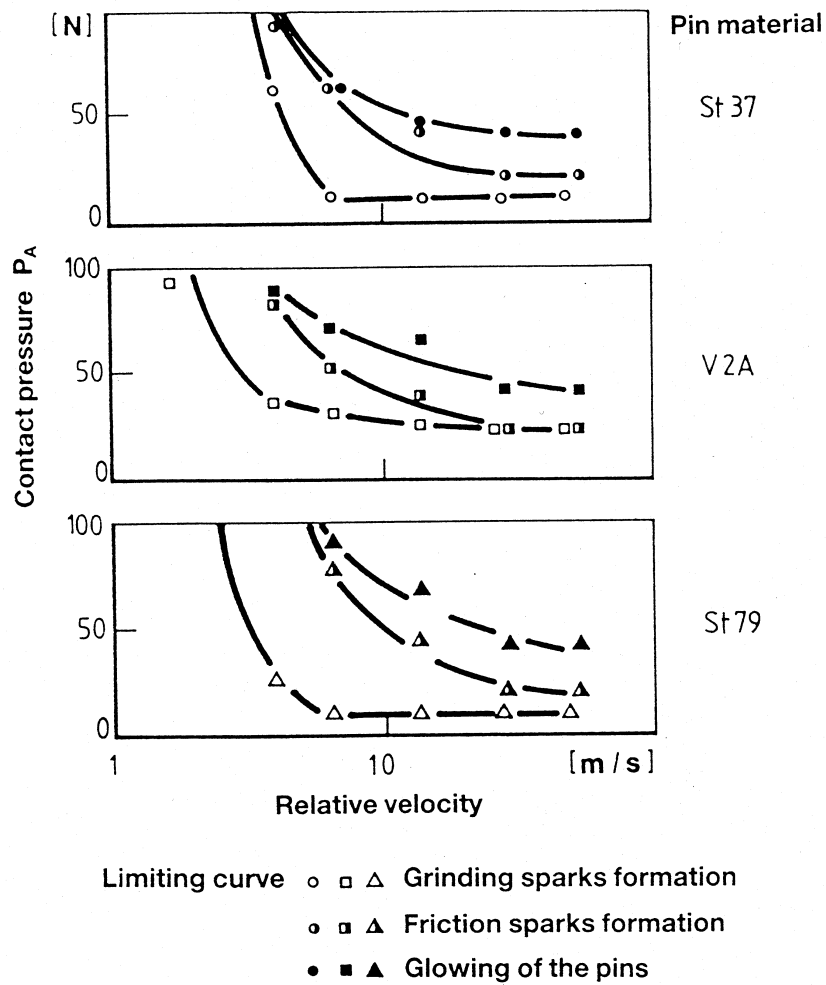 [N]
Pin material
50
St 37
0
Contact pressure P_A
100
50
V2A
0
100
50
St 79
0
1
10
[m/s]
Relative velocity
Limiting curve ○ □ △ Grinding sparks formation
◑ ◨ ◮ Friction sparks formation
● ■ ▲ Glowing of the pins